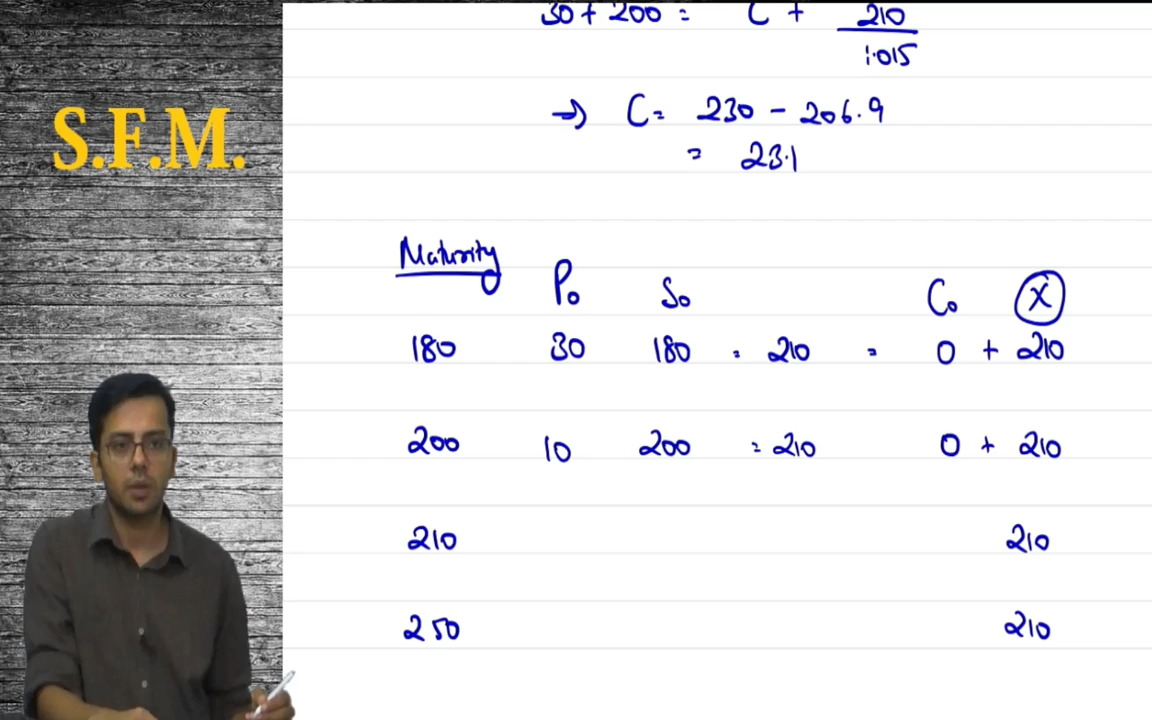 S.F.M.
30 + 200 = C + 210
1.015
⇒ C = 230 - 206.9
= 23.1
Maturity
P₀ S₀ C₀ X
180 30 180 = 210 = 0 + 210
200 10 200 = 210 0 + 210
210 210
250 210